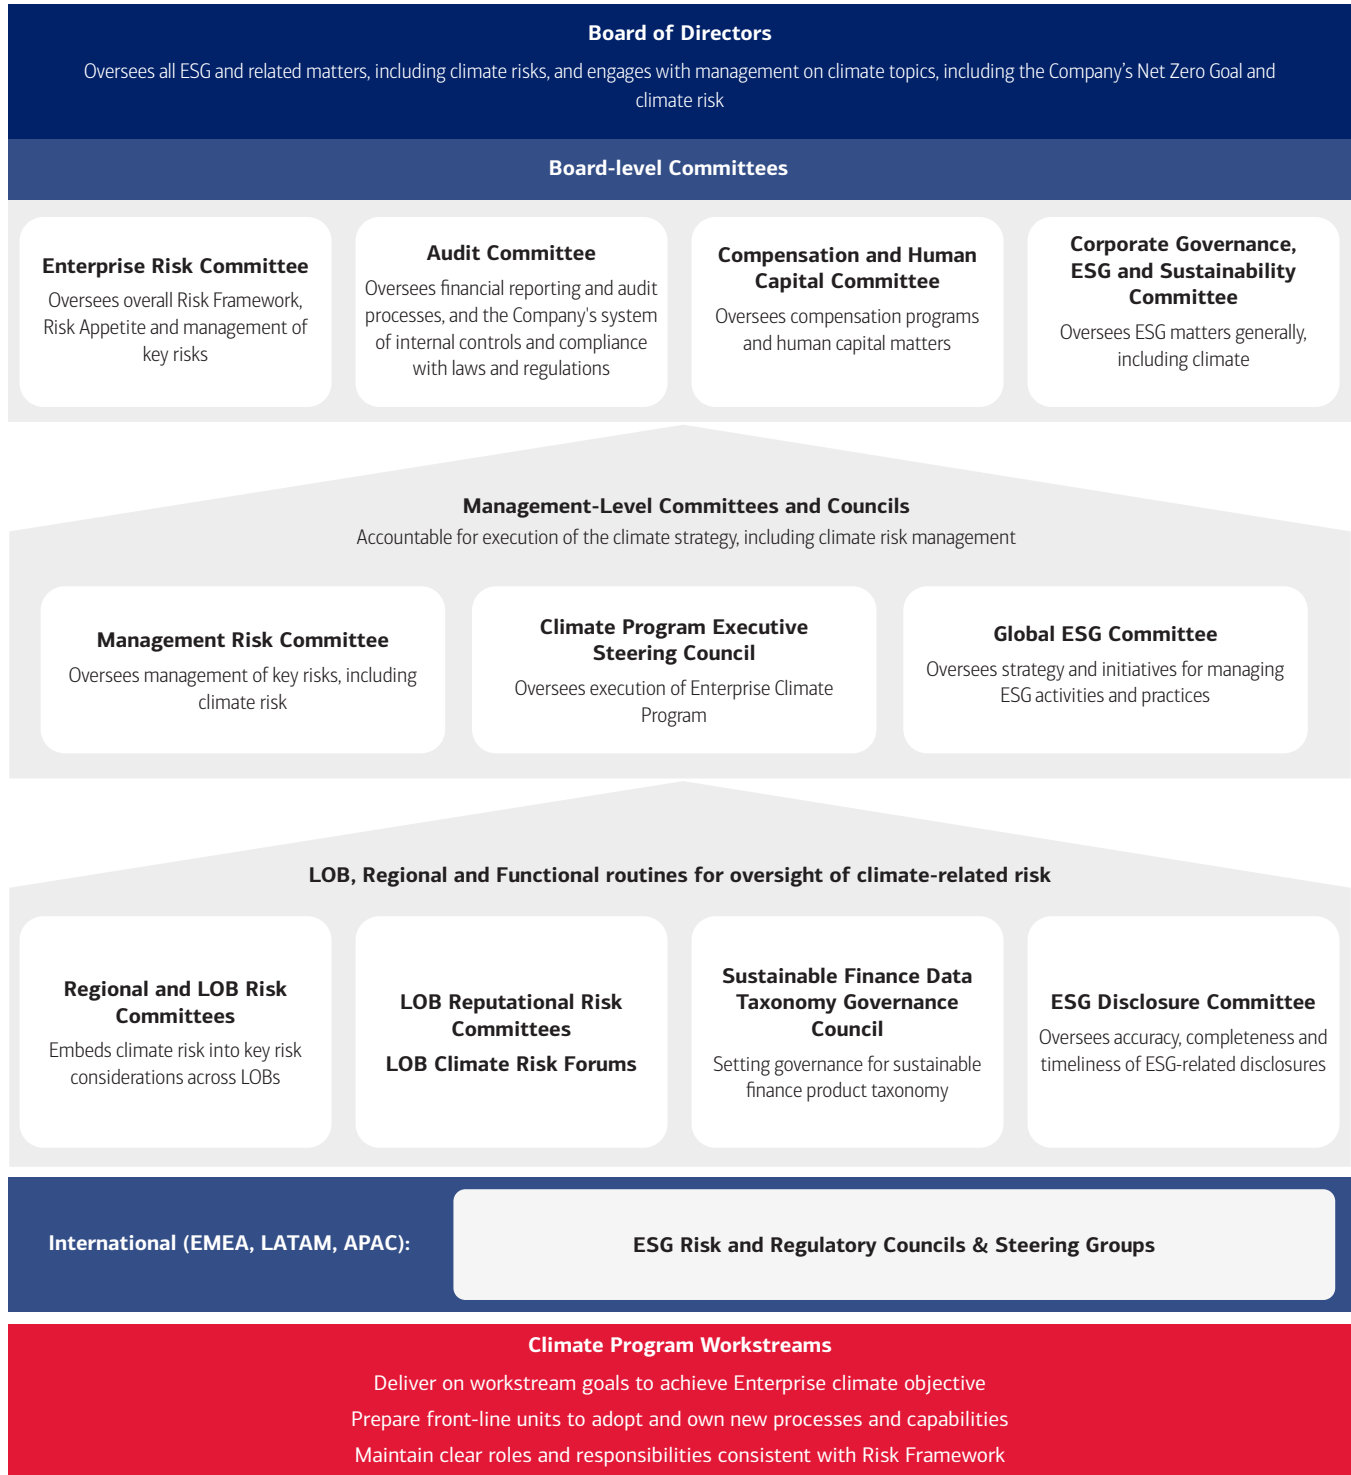 Board of Directors
Oversees all ESG and related matters, including climate risks, and engages with management on climate topics, including the Company’s Net Zero Goal and
climate risk
Board-level Committees
Enterprise Risk Committee
Oversees overall Risk Framework,
Risk Appetite and management of
key risks
Audit Committee
Oversees financial reporting and audit
processes, and the Company's system
of internal controls and compliance
with laws and regulations
Compensation and Human
Capital Committee
Oversees compensation programs
and human capital matters
Corporate Governance,
ESG and Sustainability
Committee
Oversees ESG matters generally,
including climate
Management-Level Committees and Councils
Accountable for execution of the climate strategy, including climate risk management
Management Risk Committee
Oversees management of key risks, including
climate risk
Climate Program Executive
Steering Council
Oversees execution of Enterprise Climate
Program
Global ESG Committee
Oversees strategy and initiatives for managing
ESG activities and practices
LOB, Regional and Functional routines for oversight of climate-related risk
Regional and LOB Risk
Committees
Embeds climate risk into key risk
considerations across LOBs
LOB Reputational Risk
Committees
LOB Climate Risk Forums
Sustainable Finance Data
Taxonomy Governance
Council
Setting governance for sustainable
finance product taxonomy
ESG Disclosure Committee
Oversees accuracy, completeness and
timeliness of ESG-related disclosures
International (EMEA, LATAM, APAC):
ESG Risk and Regulatory Councils & Steering Groups
Climate Program Workstreams
Deliver on workstream goals to achieve Enterprise climate objective
Prepare front-line units to adopt and own new processes and capabilities
Maintain clear roles and responsibilities consistent with Risk Framework